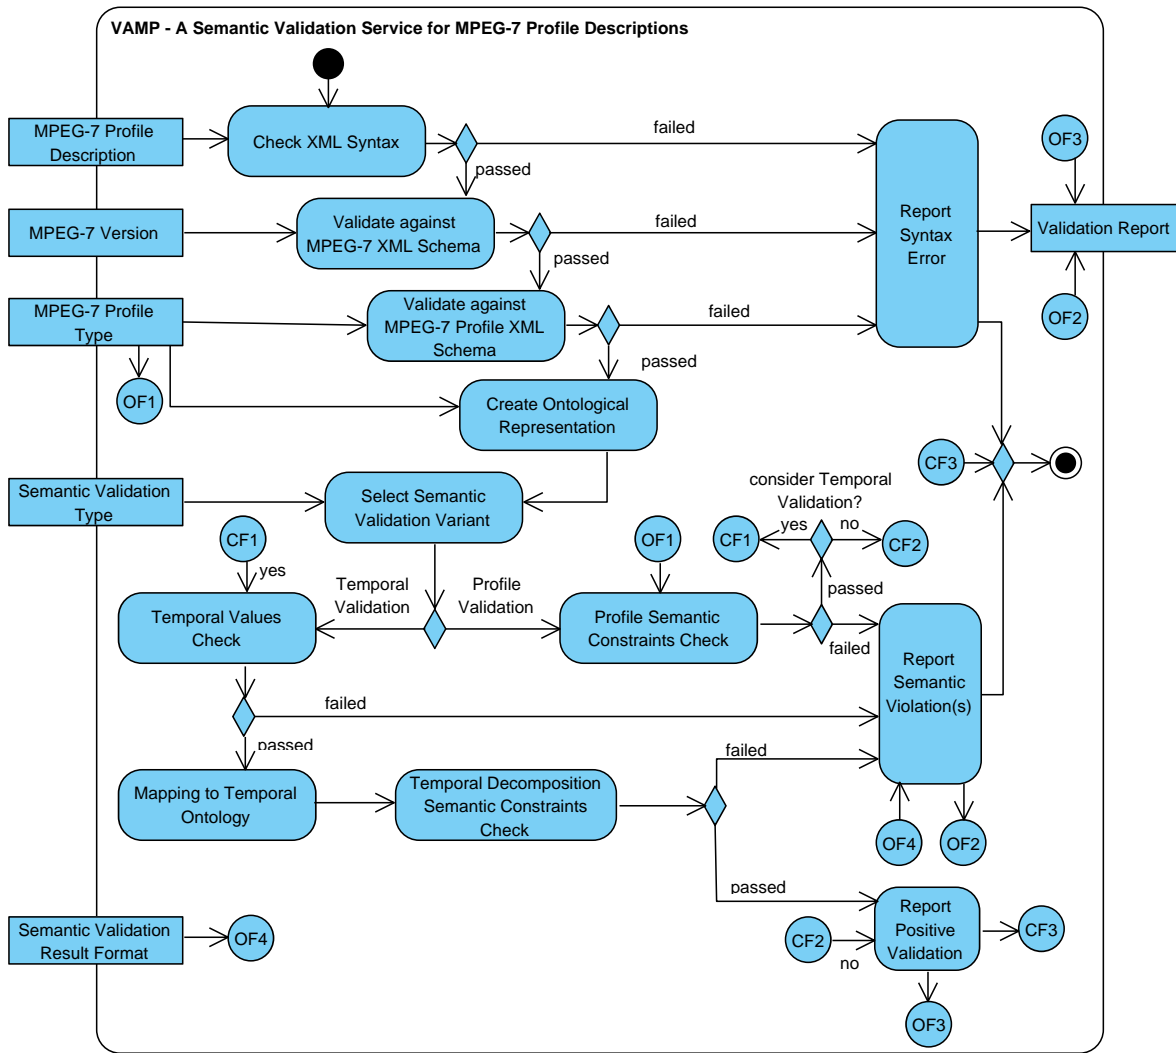 VAMP - A Semantic Validation Service for MPEG-7 Profile Descriptions
MPEG-7 Profile
Description
Check XML Syntax
failed
passed
OF3
MPEG-7 Version
Validate against
MPEG-7 XML Schema
failed
passed
Report
Syntax
Error
Validation Report
OF2
MPEG-7 Profile
Type
Validate against
MPEG-7 Profile XML
Schema
failed
passed
OF1
Create Ontological
Representation
CF3
Semantic Validation
Type
Select Semantic
Validation Variant
consider Temporal
Validation?
yes
no
CF1
yes
OF1
CF1
CF2
Temporal
Validation
Profile
Validation
passed
Temporal Values
Check
Profile Semantic
Constraints Check
failed
Report
Semantic
Violation(s)
failed
passed
failed
Mapping to Temporal
Ontology
Temporal Decomposition
Semantic Constraints
Check
OF4
OF2
passed
Semantic Validation
Result Format
OF4
CF2
no
Report
Positive
Validation
CF3
OF3